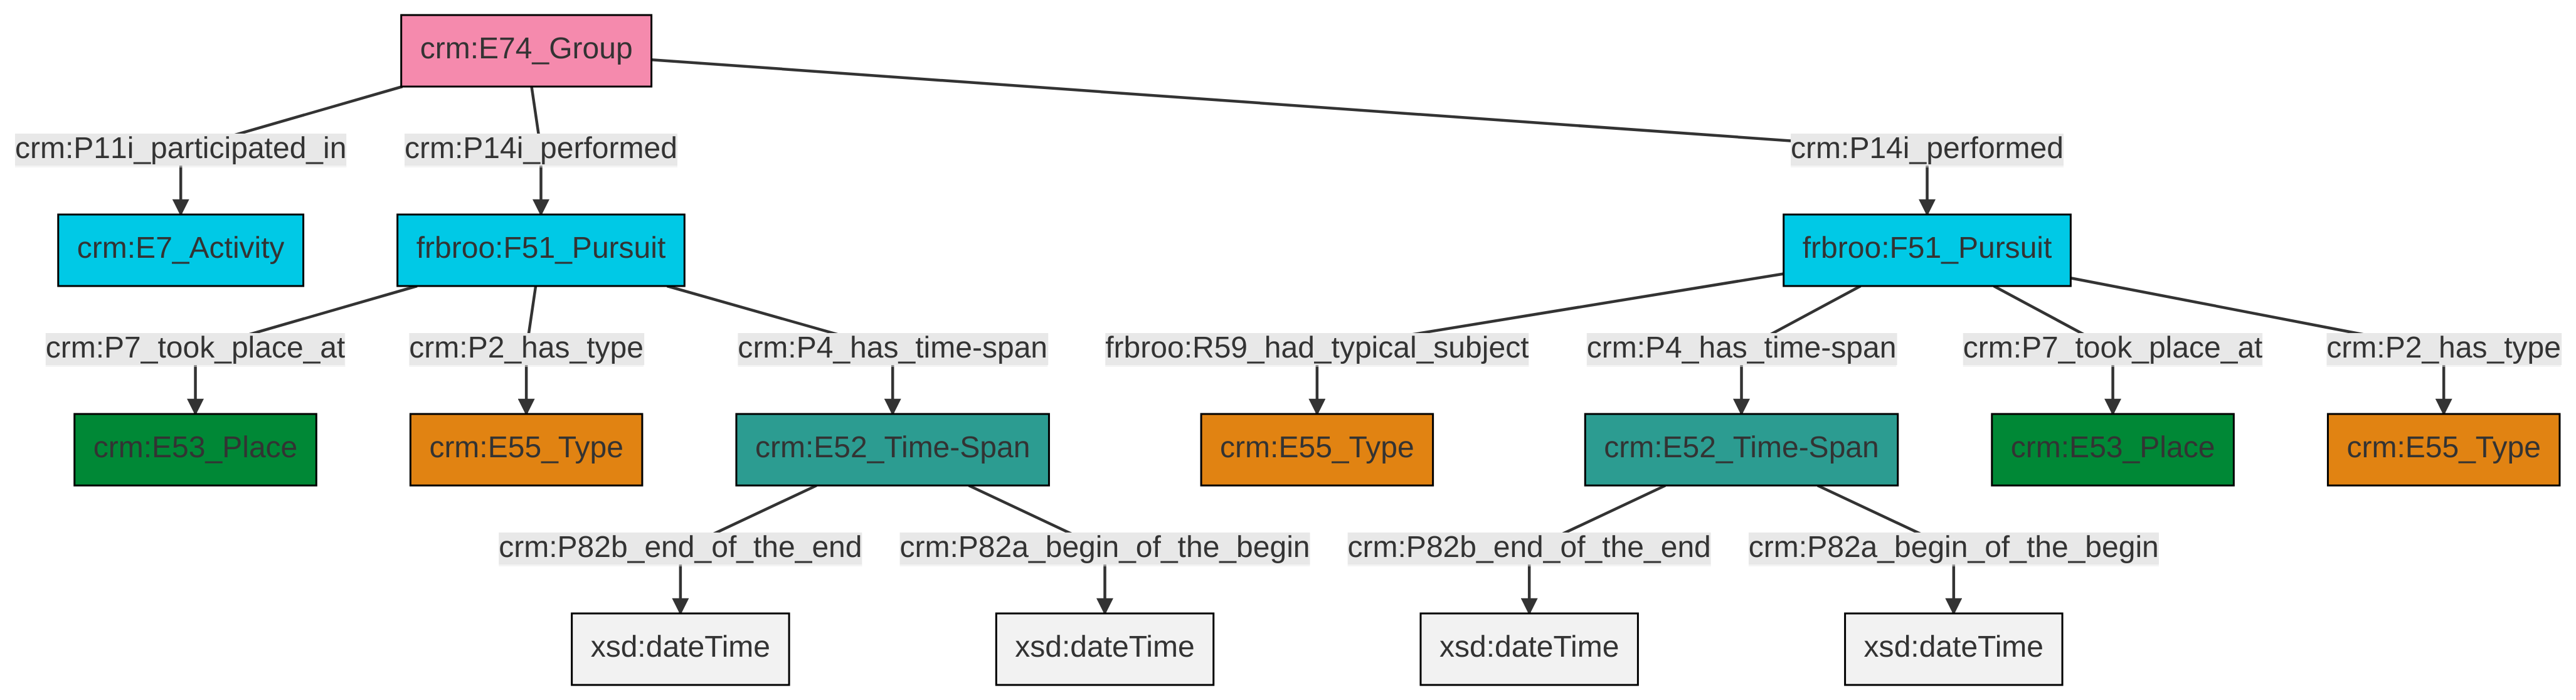 crm:E74_Group
crm:P11i_participated_in
crm:P14i_performed
crm:P14i_performed
crm:E7_Activity
frbroo:F51_Pursuit
frbroo:F51_Pursuit
crm:P7_took_place_at
crm:P2_has_type
crm:P4_has_time-span
frbroo:R59_had_typical_subject
crm:P4_has_time-span
crm:P7_took_place_at
crm:P2_has_type
crm:E53_Place
crm:E55_Type
crm:E52_Time-Span
crm:E55_Type
crm:E52_Time-Span
crm:E53_Place
crm:E55_Type
crm:P82b_end_of_the_end
crm:P82a_begin_of_the_begin
crm:P82b_end_of_the_end
crm:P82a_begin_of_the_begin
xsd:dateTime
xsd:dateTime
xsd:dateTime
xsd:dateTime